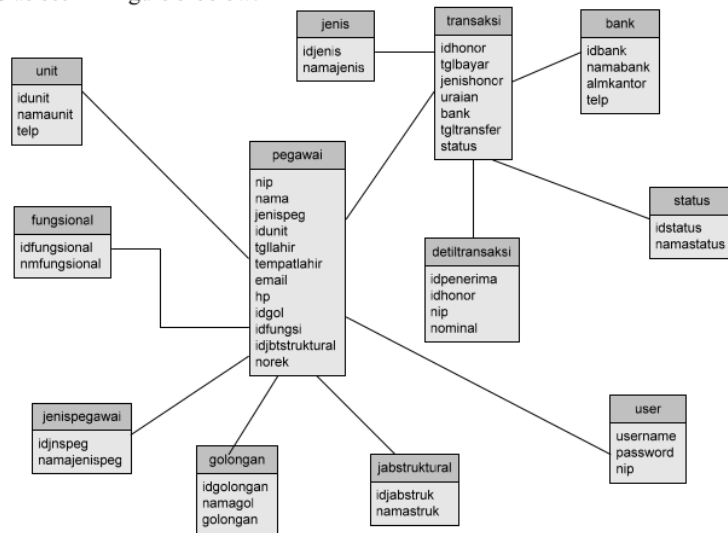 jenis
idjenis
namajenis
transaksi
idhonor
tglbayar
jenishonor
uraian
bank
tgltransfer
status
bank
idbank
namabank
almkantor
telp
unit
idunit
namaunit
telp
pegawai
nip
nama
jenispeg
idunit
tgllahir
tempatlahir
email
hp
idgol
idfungsi
idjbtstruktural
norek
fungsional
idfungsional
nmfungsional
status
idstatus
namastatus
detiltransaksi
idpenerima
idhonor
nip
nominal
jenispegawai
idjnspeg
namajenispeg
golongan
idgolongan
namagol
golongan
jabstruktural
idjabstruk
namastruk
user
username
password
nip